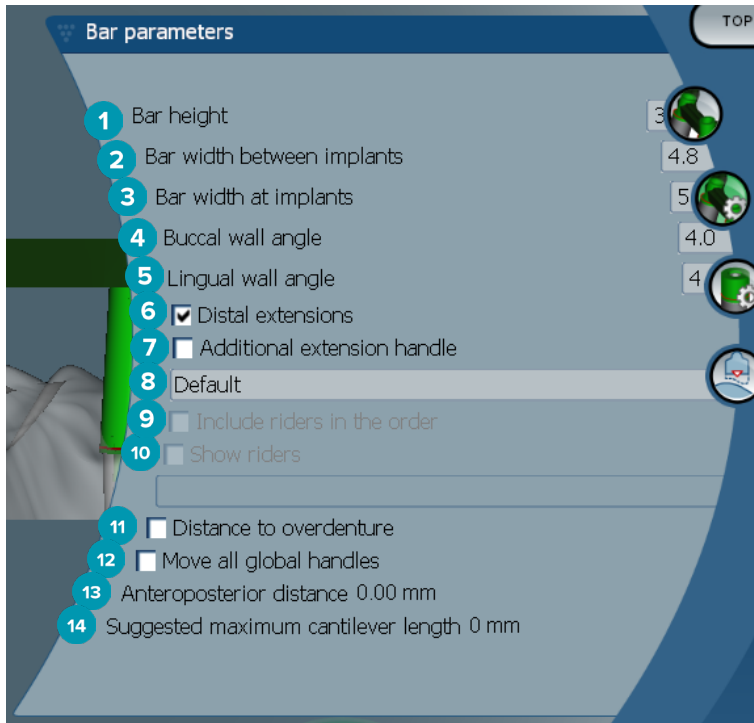 TOP
Bar parameters
1 Bar height 3
2 Bar width between implants 4.8
3 Bar width at implants 5
4 Buccal wall angle 4.0
5 Lingual wall angle 4
6 Distal extensions
7 Additional extension handle
8 Default
9 Include riders in the order
10 Show riders
11 Distance to overdenture
12 Move all global handles
13 Anteroposterior distance 0.00 mm
14 Suggested maximum cantilever length 0 mm